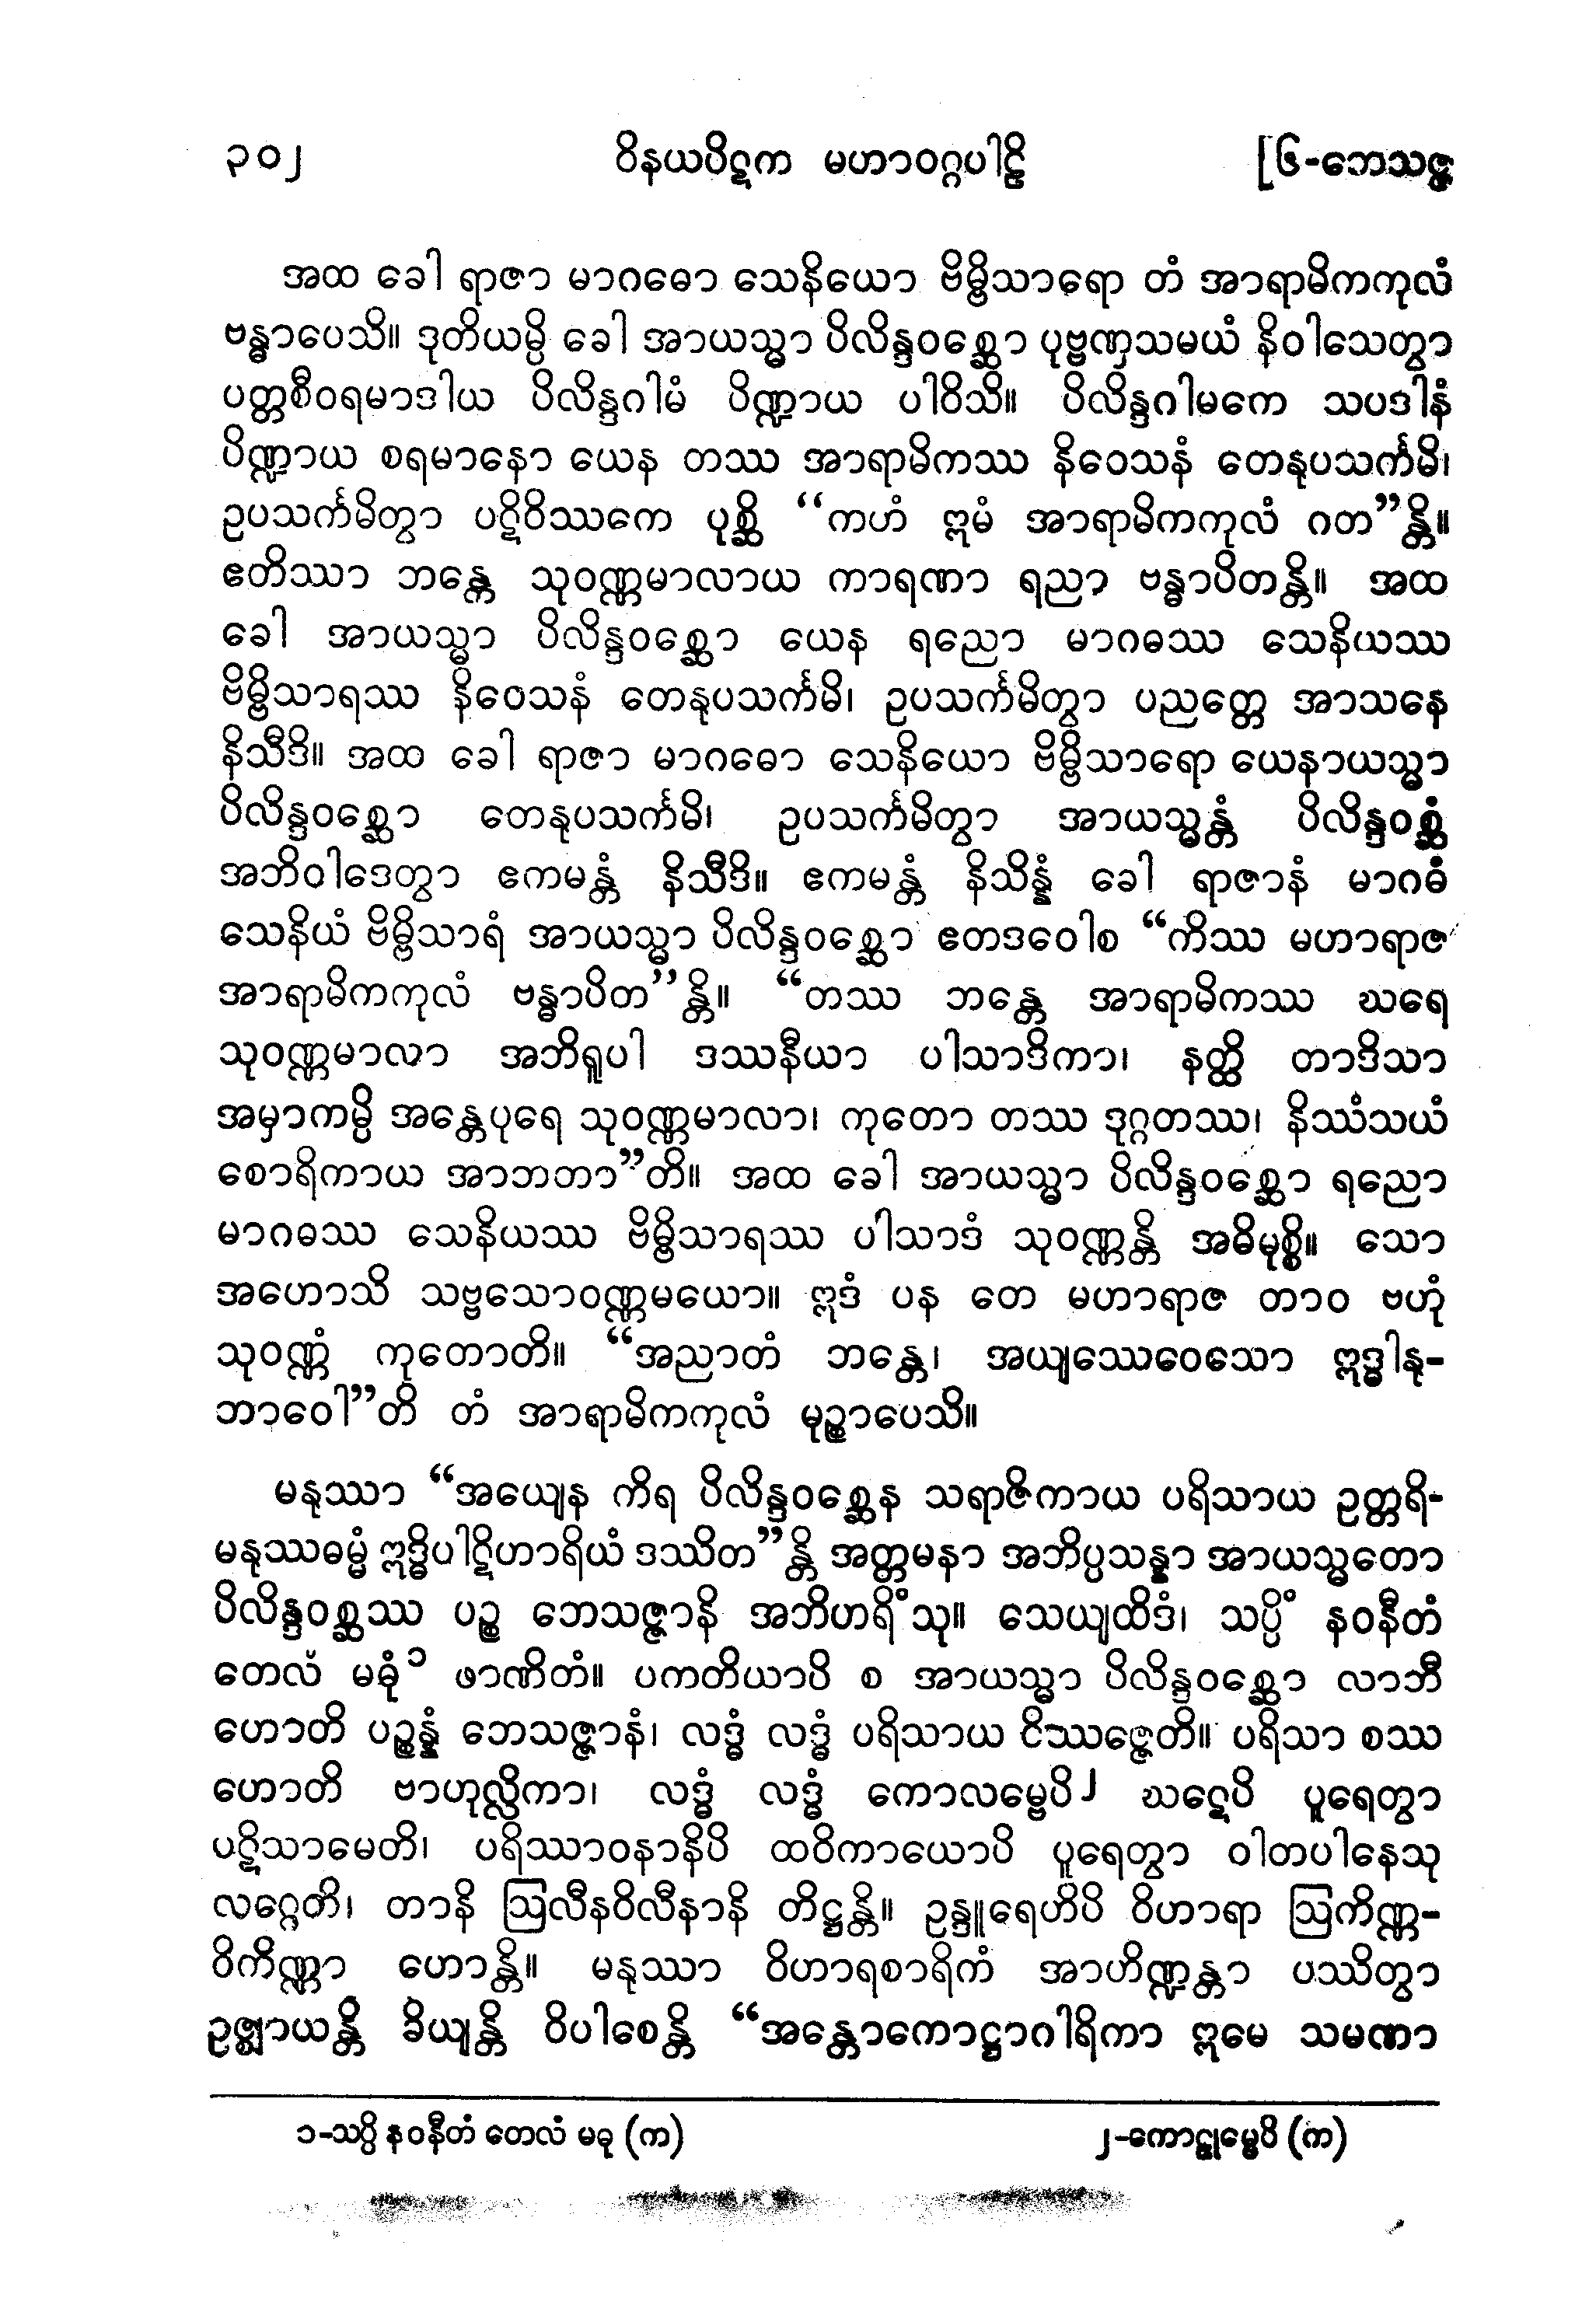 ၃၀၂ ဝိနယပိဋက မဟာဝဂ္ဂပါဠိ [၆-ဘေသဇ္ဇ
အထ ခေါ ရာဇာ မာဂဓော သေနိယော ဗိမ္ဗိသာရော တံ အာရာမိကကုလံ
ဗန္ဓာပေသိ။ ဒုတိယမ္ပိ ခေါ အာယသ္မာ ပိလိန္ဒဝစ္ဆော ပုဗ္ဗဏှသမယံ နိဝါသေတွာ
ပတ္တစီဝရမာဒါယ ပိလိန္ဒဂါမံ ပိဏ္ဍာယ ပါဝိသိ။ ပိလိန္ဒဂါမကေ သပဒါနံ
ပိဏ္ဍာယ စရမာနော ယေန တဿ အာရာမိကဿ နိဝေသနံ တေနုပသင်္ကမိ၊
ဥပသင်္ကမိတွာ ပဋိဝိဿကေ ပုစ္ဆိ “ကဟံ ဣမံ အာရာမိကကုလံ ဂတ”န္တိ။
ဧတိဿာ ဘန္တေ သုဝဏ္ဏမာလာယ ကာရဏာ ရညာ ဗန္ဓာပိတန္တိ။ အထ
ခေါ အာယသ္မာ ပိလိန္ဒဝစ္ဆော ယေန ရညော မာဂဓဿ သေနိယဿ
ဗိမ္ဗိသာရဿ နိဝေသနံ တေနုပသင်္ကမိ၊ ဥပသင်္ကမိတွာ ပညတ္တေ အာသနေ
နိသီဒိ။ အထ ခေါ ရာဇာ မာဂဓော သေနိယော ဗိမ္ဗိသာရော ယေနာယသ္မာ
ပိလိန္ဒဝစ္ဆော တေနုပသင်္ကမိ၊ ဥပသင်္ကမိတွာ အာယသ္မန္တံ ပိလိန္ဒဝစ္ဆံ
အဘိဝါဒေတွာ ဧကမန္တံ နိသီဒိ။ ဧကမန္တံ နိသိန္နံ ခေါ ရာဇာနံ မာဂဓံ
သေနိယံ ဗိမ္ဗိသာရံ အာယသ္မာ ပိလိန္ဒဝစ္ဆော ဧတဒဝေါစ “ကိဿ မဟာရာဇ
အာရာမိကကုလံ ဗန္ဓာပိတ”န္တိ။ “တဿ ဘန္တေ အာရာမိကဿ ဃရေ
သုဝဏ္ဏမာလာ အဘိရူပါ ဒဿနီယာ ပါသာဒိကာ၊ နတ္ထိ တာဒိသာ
အမှာကမ္ပိ အန္တေပုရေ သုဝဏ္ဏမာလာ၊ ကုတော တဿ ဒုဂ္ဂတဿ၊ နိဿံသယံ
စောရိကာယ အာဘတာ”တိ။ အထ ခေါ အာယသ္မာ ပိလိန္ဒဝစ္ဆော ရညော
မာဂဓဿ သေနိယဿ ဗိမ္ဗိသာရဿ ပါသာဒံ သုဝဏ္ဏန္တိ အဓိမုစ္စိ။ သော
အဟောသိ သဗ္ဗသောဝဏ္ဏမယော။ ဣဒံ ပန တေ မဟာရာဇ တာဝ ဗဟုံ
သုဝဏ္ဏံ ကုတောတိ။ “အညာတံ ဘန္တေ၊ အယျဿေဝေသော ဣဒ္ဓါနု-
ဘာဝေါ”တိ တံ အာရာမိကကုလံ မုဉ္စာပေသိ။
မနုဿာ “အယျေန ကိရ ပိလိန္ဒဝစ္ဆေန သရာဇိကာယ ပရိသာယ ဥတ္တရိ-
မနုဿဓမ္မံ ဣဒ္ဓိပါဋိဟာရိယံ ဒဿိတ”န္တိ အတ္တမနာ အဘိပ္ပသန္နာ အာယသ္မတော
ပိလိန္ဒဝစ္ဆဿ ပဉ္စ ဘေသဇ္ဇာနိ အဘိဟရိံသု။ သေယျထိဒံ၊ သပ္ပိံ နဝနီတံ
တေလံ မဓုံ၁ ဖာဏိတံ။ ပကတိယာပိ စ အာယသ္မာ ပိလိန္ဒဝစ္ဆော လာဘီ
ဟောတိ ပဉ္စန္နံ ဘေသဇ္ဇာနံ၊ လဒ္ဓံ လဒ္ဓံ ပရိသာယ ဝိဿဇ္ဇေတိ။ ပရိသာ စဿ
ဟောတိ ဗာဟုလ္လိကာ၊ လဒ္ဓံ လဒ္ဓံ ကောလမ္ဗေပိ၂ ဃဋေပိ ပူရေတွာ
ပဋိသာမေတိ၊ ပရိဿာဝနာနိပိ ထဝိကာယောပိ ပူရေတွာ ဝါတပါနေသု
လဂ္ဂေတိ၊ တာနိ ဩလီနဝိလီနာနိ တိဋ္ဌန္တိ။ ဥန္ဒူရေဟိပိ ဝိဟာရာ ဩကိဏ္ဏ-
ဝိကိဏ္ဏာ ဟောန္တိ။ မနုဿာ ဝိဟာရစာရိကံ အာဟိဏ္ဍန္တာ ပဿိတွာ
ဥဇ္ဈာယန္တိ ခိယျန္တိ ဝိပါစေန္တိ “အန္တောကောဋ္ဌာဂါရိကာ ဣမေ သမဏာ
၁-သပ္ပိ နဝနီတံ တေလံ မဓု (က) ၂-ကောဠုမ္ဗေပိ (က)